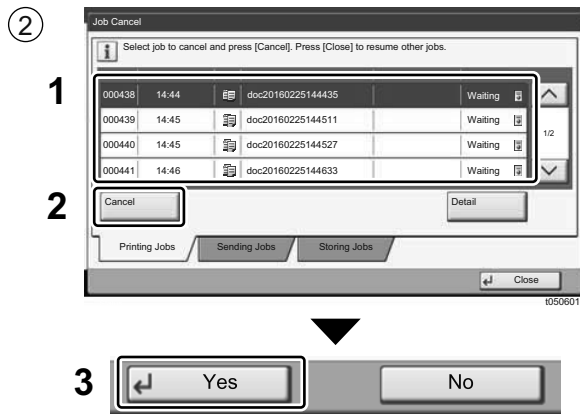 2
Job Cancel
i Select job to cancel and press [Cancel]. Press [Close] to resume other jobs.
1
000438 14:44 doc20160225144435 Waiting
000439 14:45 doc20160225144511 Waiting
1/2
000440 14:45 doc20160225144527 Waiting
000441 14:46 doc20160225144633 Waiting
2
Cancel Detail
Printing Jobs Sending Jobs Storing Jobs
Close
t050601
3 Yes No